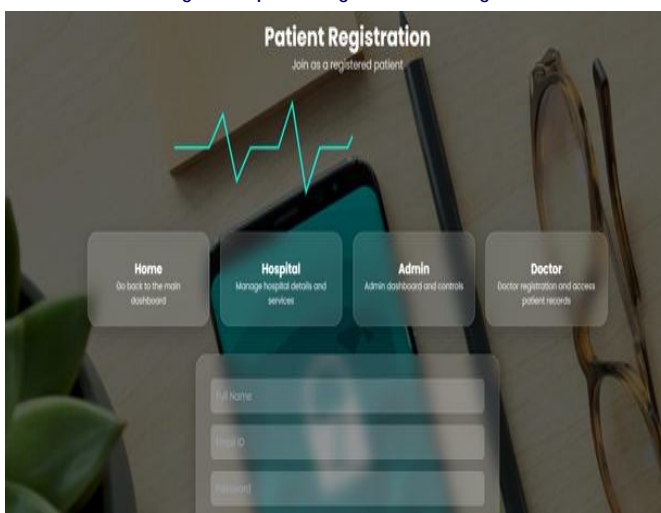 Patient Registration
Join as a registered patient
Home
Go back to the main
dashboard
Hospital
Manage hospital details and
services
Admin
Admin dashboard and controls
Doctor
Doctor registration and access
patient records
Full Name
Email ID
Password